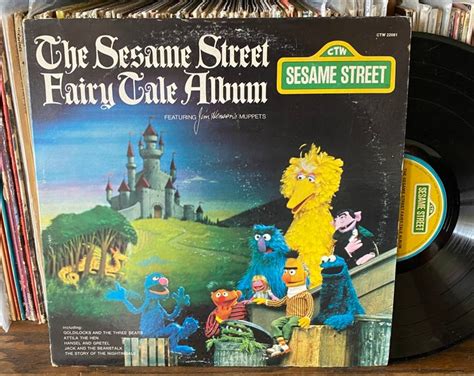 The Sesame Street
Fairy Tale Album
FEATURING Jim Henson's MUPPETS
CTW 22081
CTW
SESAME STREET
including:
GOLDILOCKS AND THE THREE BEARS
ATTILA THE HEN
HANSEL AND GRETEL
JACK AND THE BEANSTALK
THE STORY OF THE NIGHTINGALE
CTW
SESAME STREET